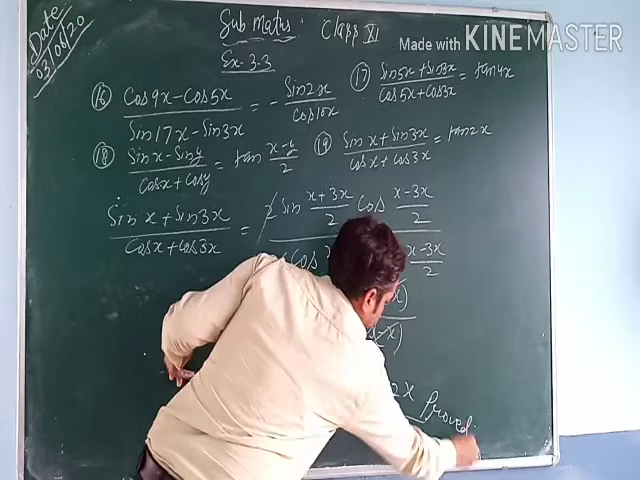 Date
03/06/20
Sub Maths. Class XI
Made with KINEMASTER
Ex-3.3
(16) Cos9x-Cos5x / Sin17x-Sin3x = - Sin2x / cos10x
(17) Sin5x+Sin3x / Cos5x+Cos3x = tan4x
(18) Sinx-Siny / Cosx+Cosy = tan x-y / 2
(19) Sinx+Sin3x / Cosx+Cos3x = tan2x
Sinx+Sin3x / Cosx+Cos3x = 2 Sin x+3x / 2 Cos x-3x / 2
Cos x-3x / 2
x)
(-x)
2x Proved.